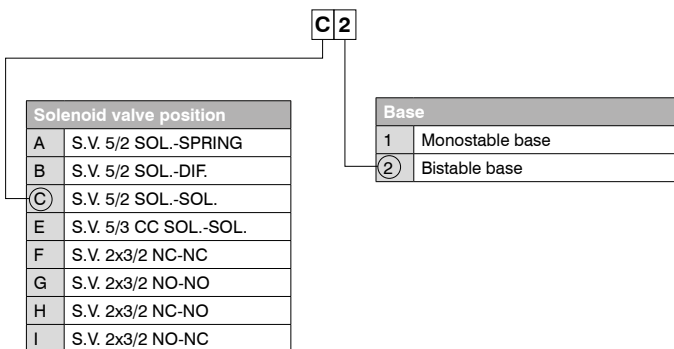 C 2
Solenoid valve position
A S.V. 5/2 SOL.-SPRING
B S.V. 5/2 SOL.-DIF.
C S.V. 5/2 SOL.-SOL.
E S.V. 5/3 CC SOL.-SOL.
F S.V. 2x3/2 NC-NC
G S.V. 2x3/2 NO-NO
H S.V. 2x3/2 NC-NO
I S.V. 2x3/2 NO-NC
Base
1 Monostable base
2 Bistable base